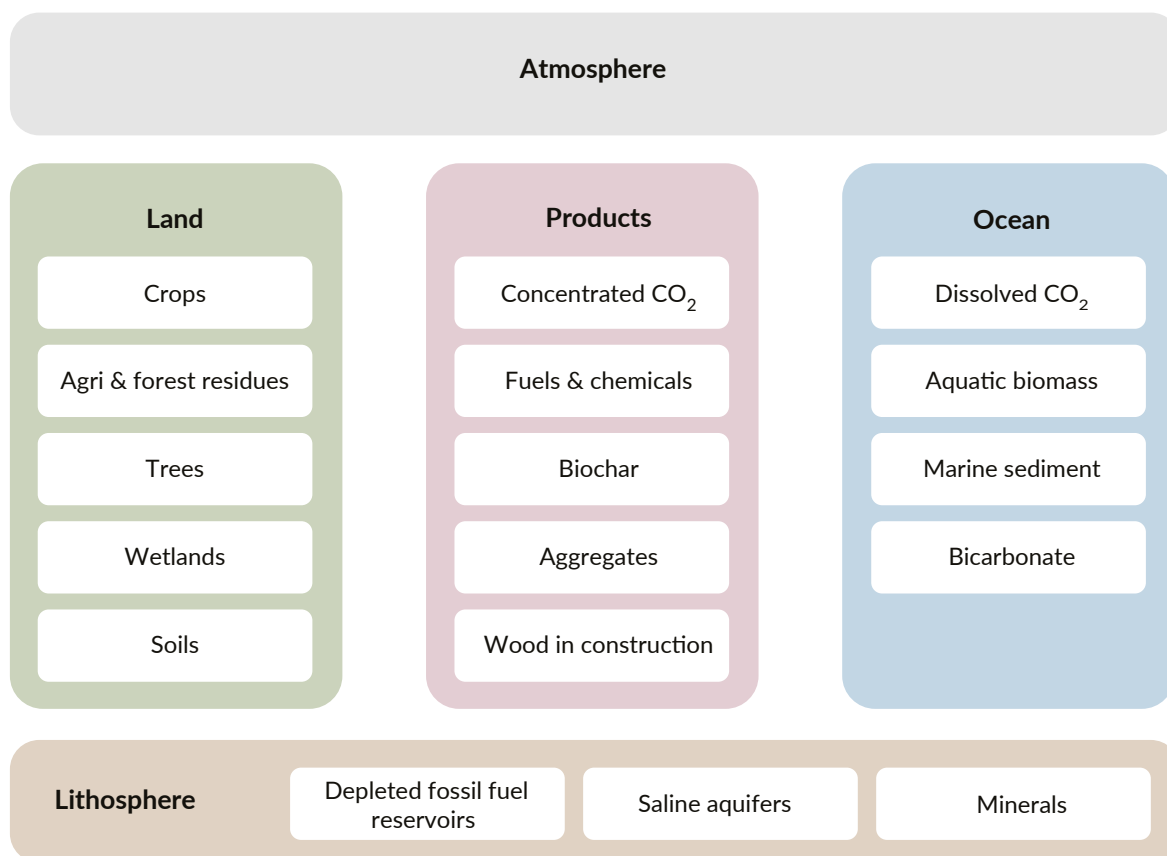 Atmosphere
Land
Crops
Agri & forest residues
Trees
Wetlands
Soils
Products
Concentrated CO₂
Fuels & chemicals
Biochar
Aggregates
Wood in construction
Ocean
Dissolved CO₂
Aquatic biomass
Marine sediment
Bicarbonate
Lithosphere
Depleted fossil fuel
reservoirs
Saline aquifers
Minerals